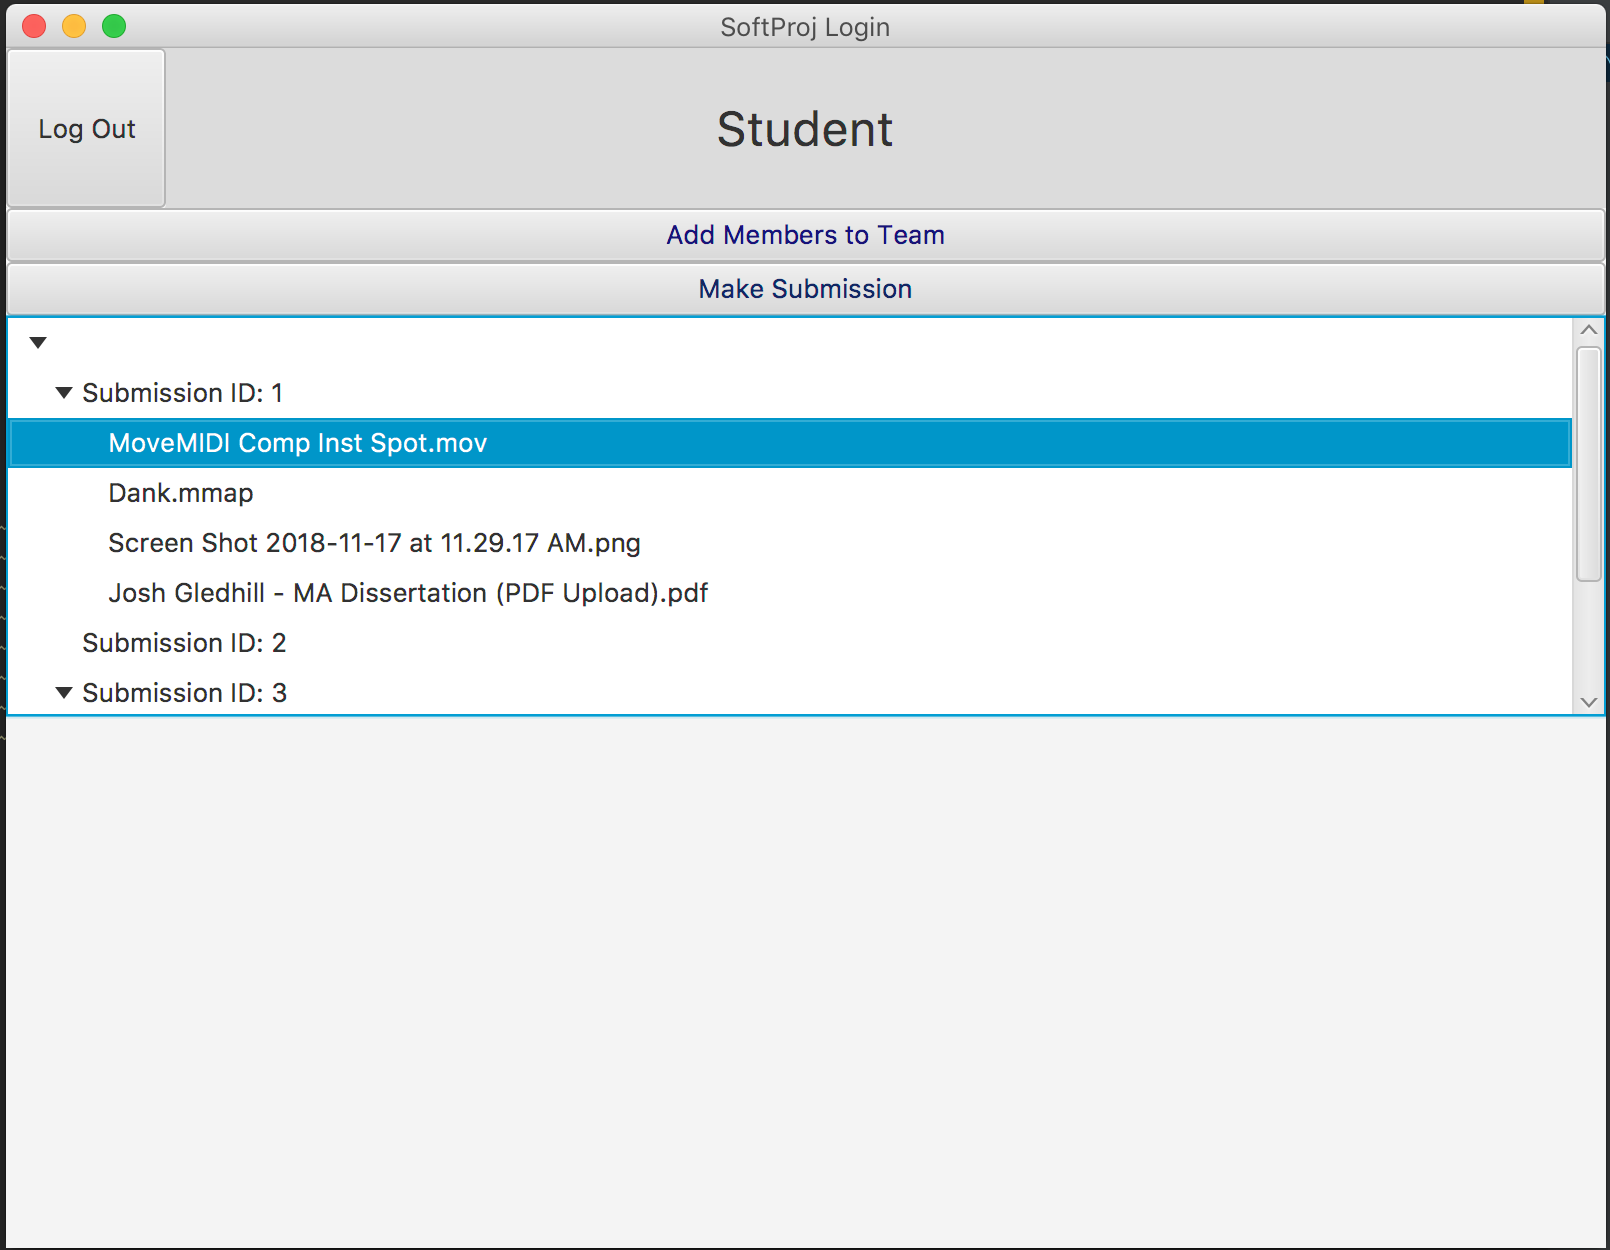 SoftProj Login
Log Out
Student
Add Members to Team
Make Submission
Submission ID: 1
MoveMIDI Comp Inst Spot.mov
Dank.mmap
Screen Shot 2018-11-17 at 11.29.17 AM.png
Josh Gledhill - MA Dissertation (PDF Upload).pdf
Submission ID: 2
Submission ID: 3